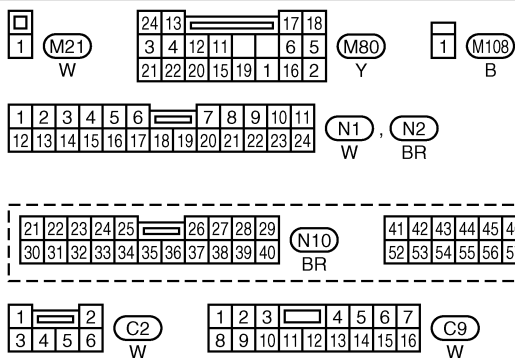 24 13 17 18
1 M21 3 4 12 11 6 5 M80 1 M108
W 21 22 20 15 19 1 16 2 Y B
1 2 3 4 5 6 7 8 9 10 11
12 13 14 15 16 17 18 19 20 21 22 23 24 N1 , N2
W BR
21 22 23 24 25 26 27 28 29 41 42 43 44 45
30 31 32 33 34 35 36 37 38 39 40 N10 52 53 54 55 56
BR
1 2 1 2 3 4 5 6 7
3 4 5 6 C2 8 9 10 11 12 13 14 15 16 C9
W W